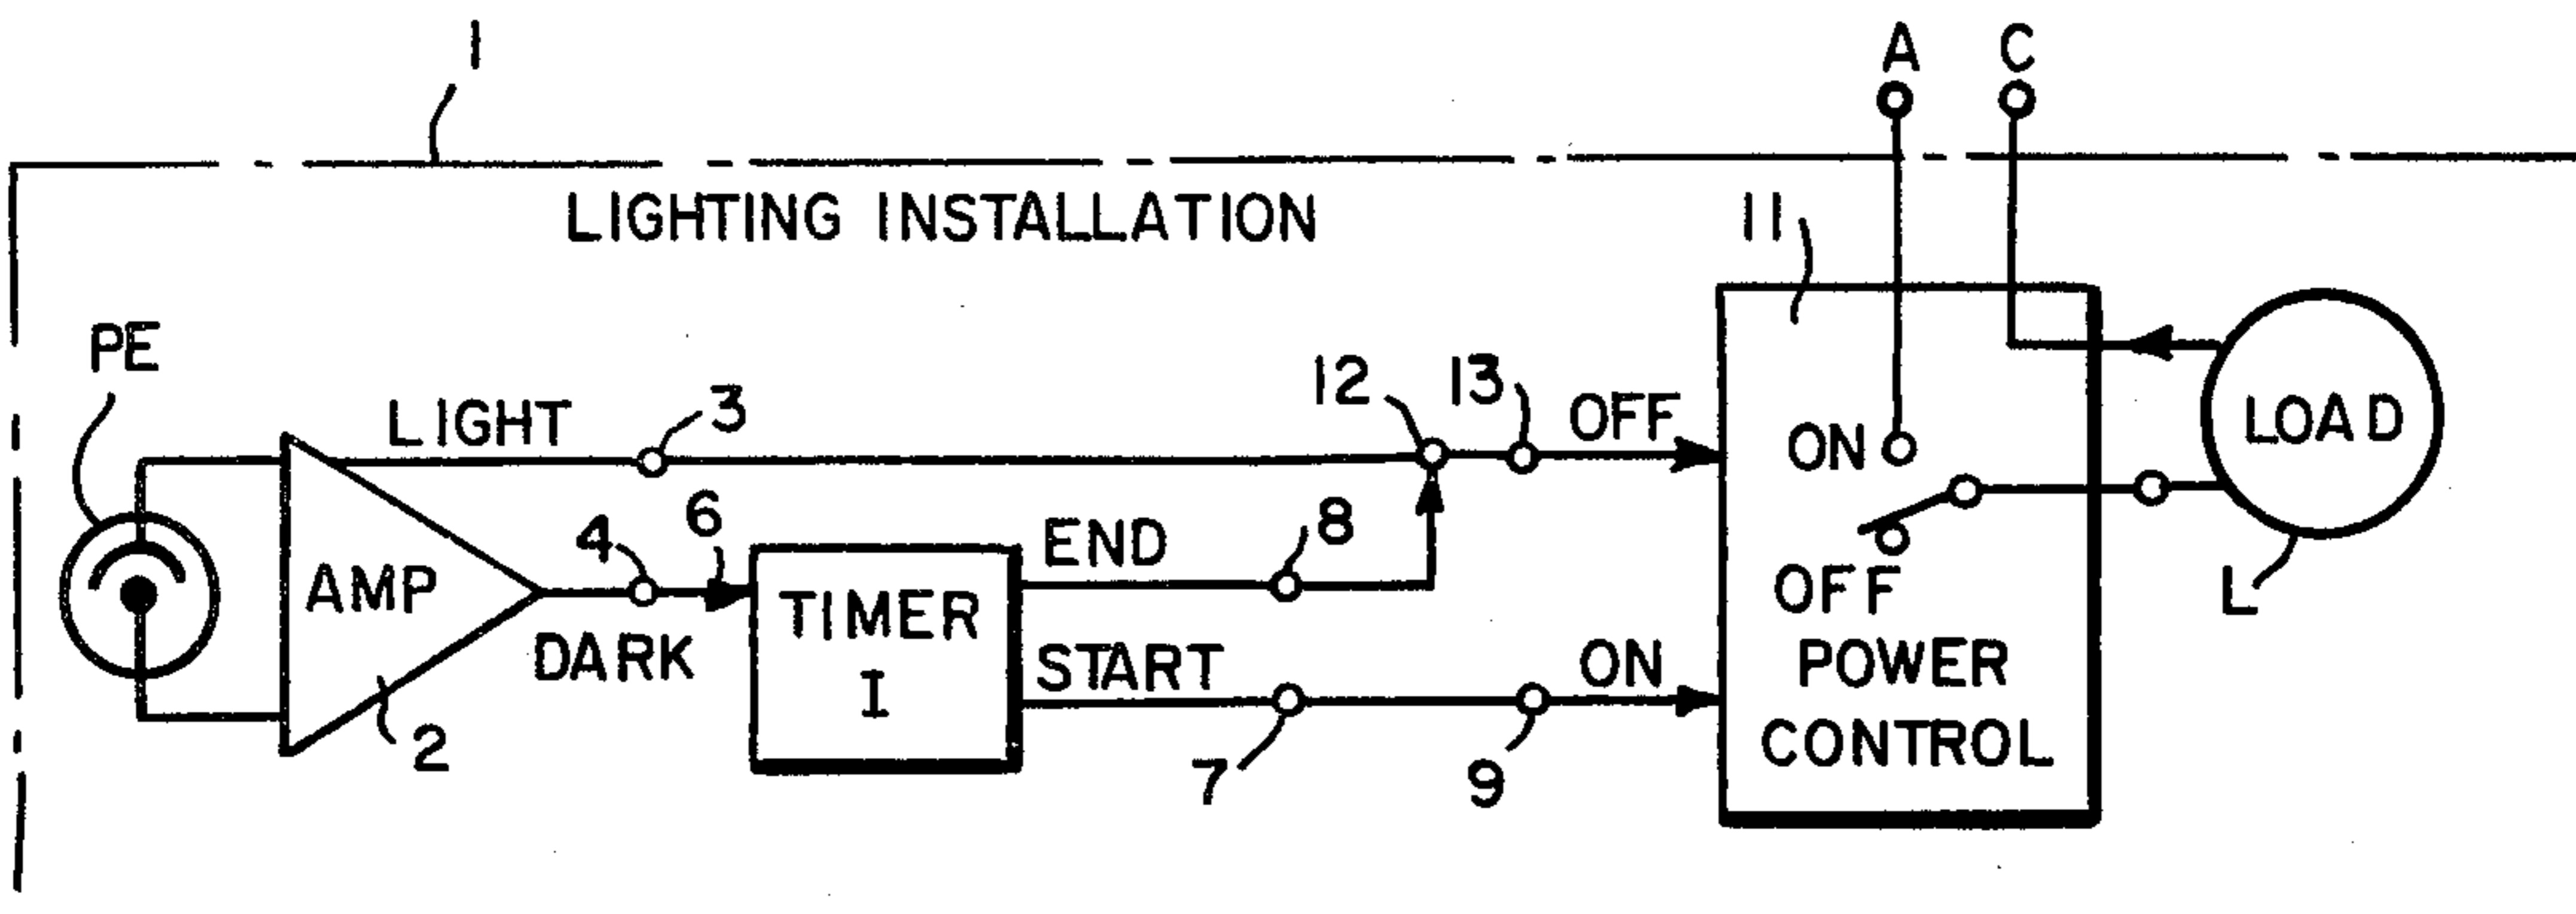 1
A C
LIGHTING INSTALLATION
11
PE
LIGHT
3
12
13
OFF
ON
LOAD
AMP
4
6
END
8
DARK
TIMER
I
START
ON
OFF
L
POWER
CONTROL
2
7
9